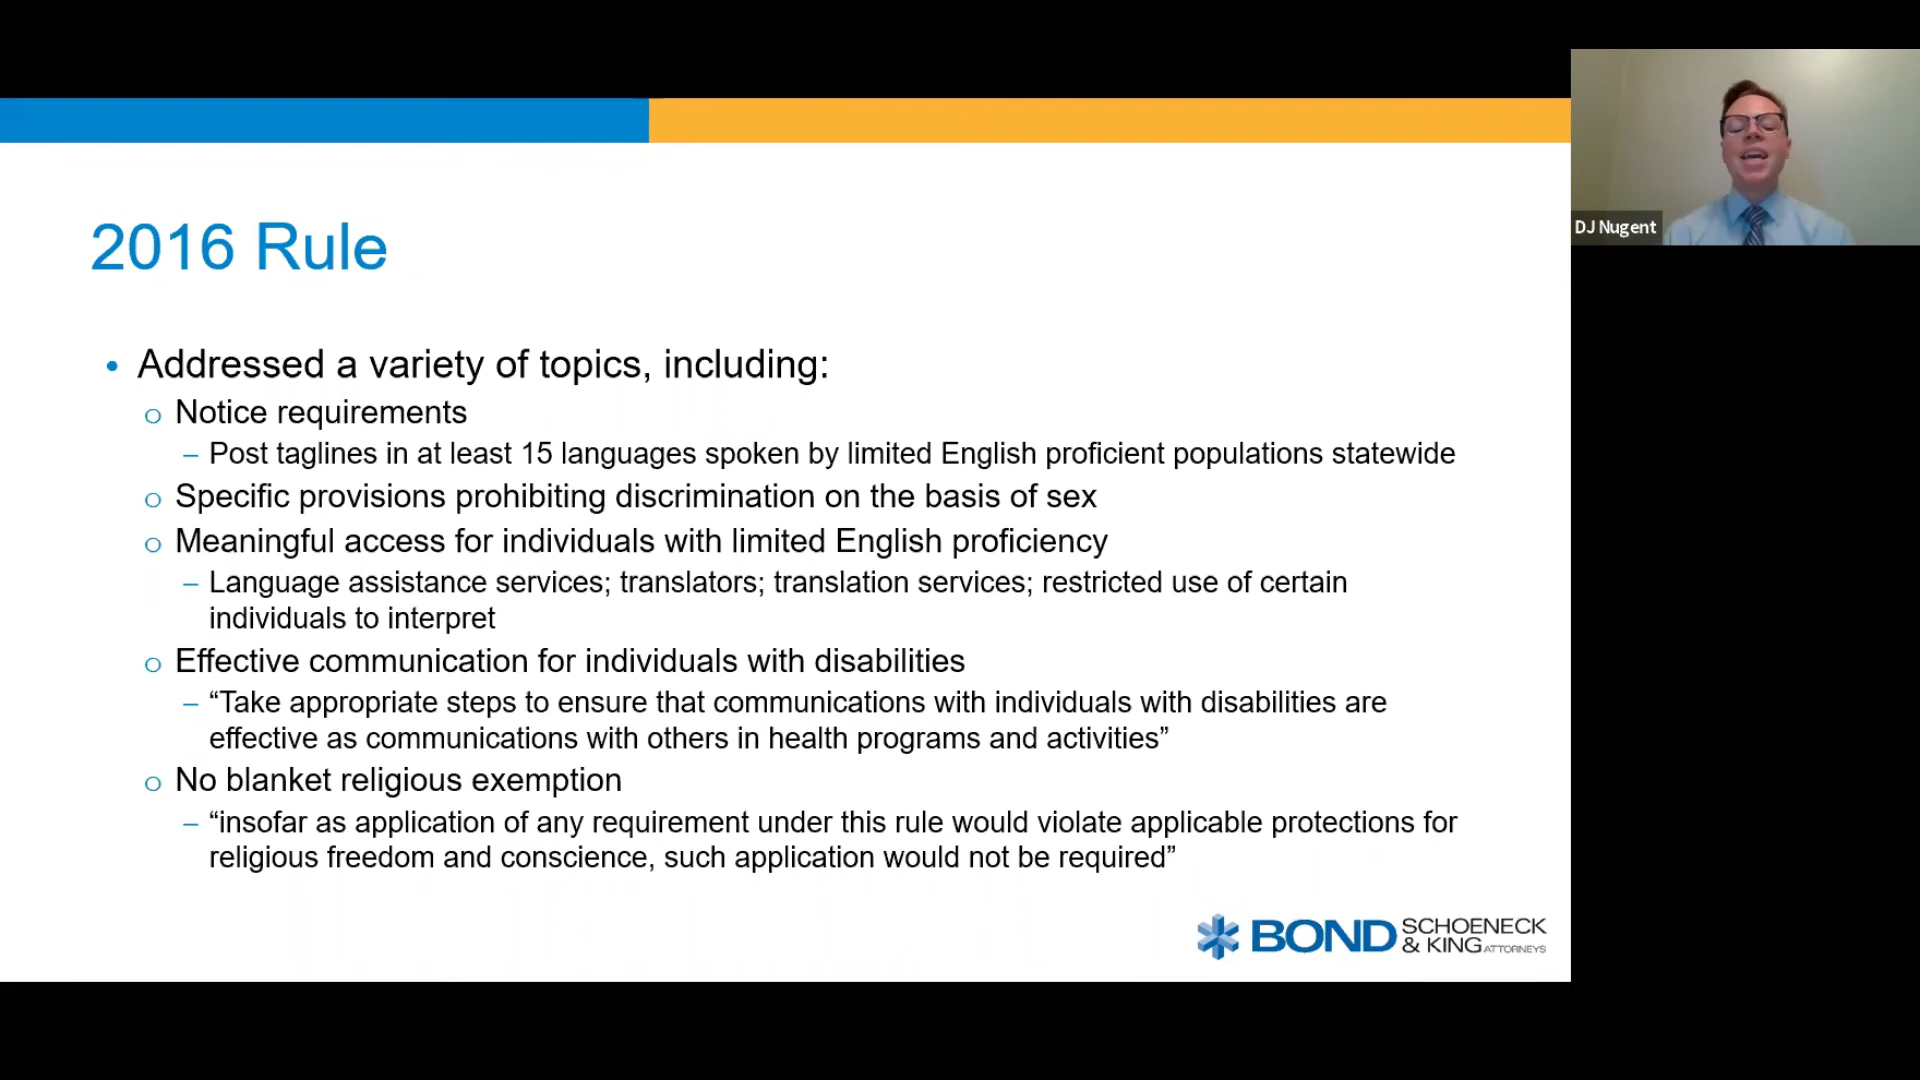 2016 Rule
• Addressed a variety of topics, including:
o Notice requirements
– Post taglines in at least 15 languages spoken by limited English proficient populations statewide
o Specific provisions prohibiting discrimination on the basis of sex
o Meaningful access for individuals with limited English proficiency
– Language assistance services; translators; translation services; restricted use of certain
individuals to interpret
o Effective communication for individuals with disabilities
– “Take appropriate steps to ensure that communications with individuals with disabilities are
effective as communications with others in health programs and activities”
o No blanket religious exemption
– “insofar as application of any requirement under this rule would violate applicable protections for
religious freedom and conscience, such application would not be required”
BOND SCHOENECK
& KING ATTORNEYS
DJ Nugent